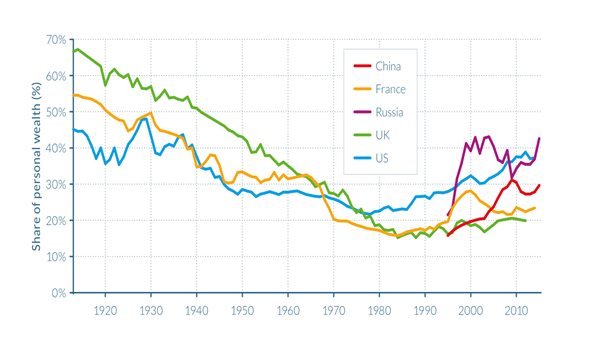 Share of personal wealth (%)
70%
60%
50%
40%
30%
20%
10%
0%
China
France
Russia
UK
US
1920 1930 1940 1950 1960 1970 1980 1990 2000 2010